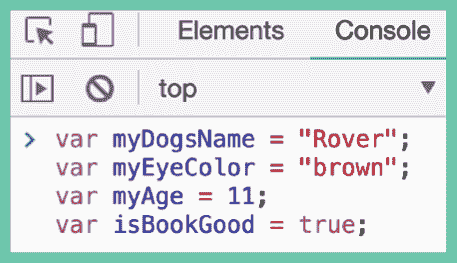 Elements Console
top
> var myDogsName = "Rover";
var myEyeColor = "brown";
var myAge = 11;
var isBookGood = true;